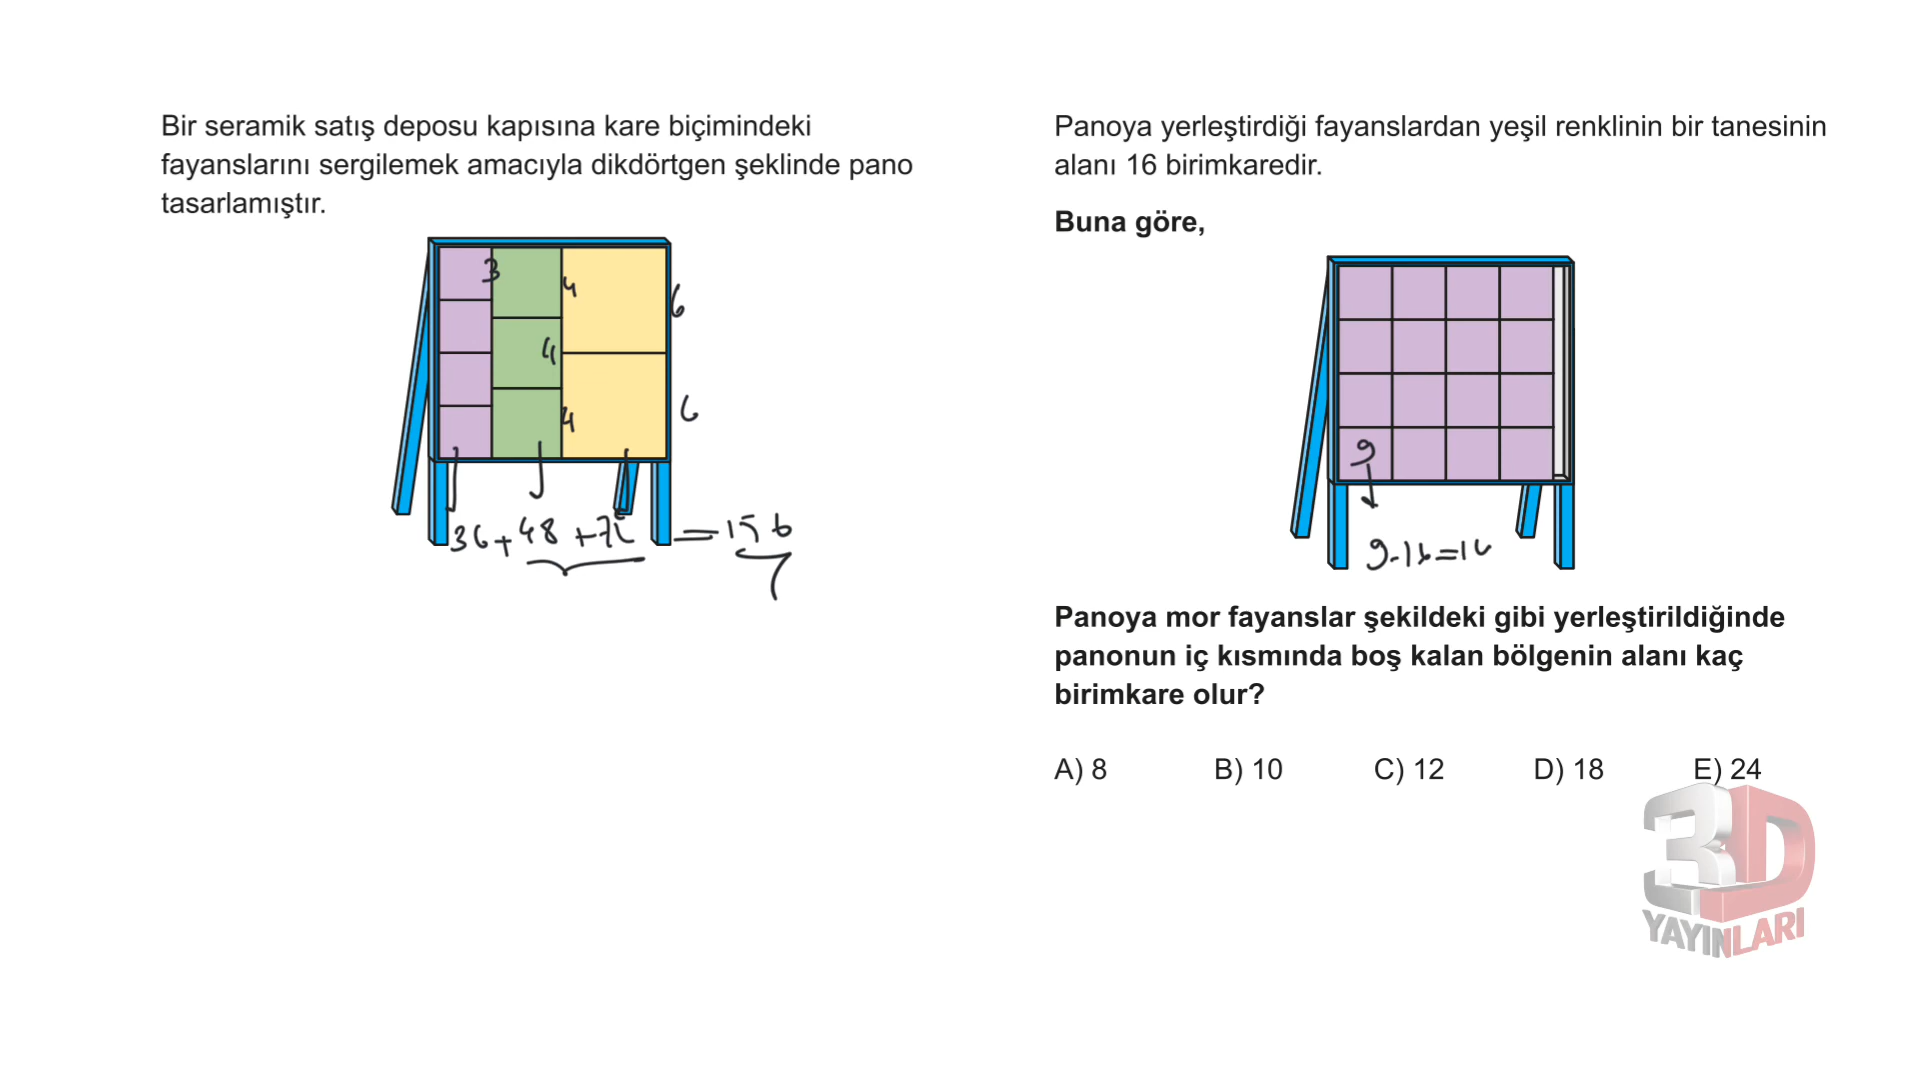 Bir seramik satış deposu kapısına kare biçimindeki
fayanslarını sergilemek amacıyla dikdörtgen şeklinde pano
tasarlamıştır.
3
4
6
4
4
6
36+48+72=156
Panoya yerleştirdiği fayanslardan yeşil renklinin bir tanesinin
alanı 16 birimkaredir.
Buna göre,
9
9.16=14
Panoya mor fayanslar şekildeki gibi yerleştirildiğinde
panonun iç kısmında boş kalan bölgenin alanı kaç
birimkare olur?
A) 8 B) 10 C) 12 D) 18 E) 24
3D
YAYINLARI